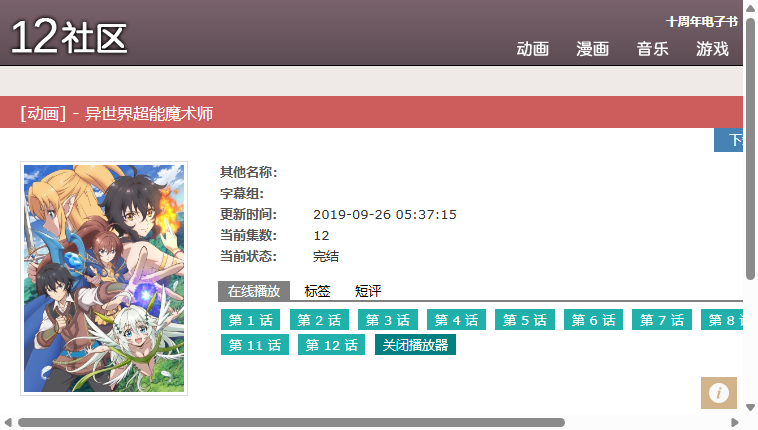 十周年电子书
12社区
动画 漫画 音乐 游戏
[动画] - 异世界超能魔术师
其他名称:
字幕组:
更新时间: 2019-09-26 05:37:15
当前集数: 12
当前状态: 完结
在线播放 标签 短评
第 1 话 第 2 话 第 3 话 第 4 话 第 5 话 第 6 话 第 7 话 第 8
第 11 话 第 12 话 关闭播放器